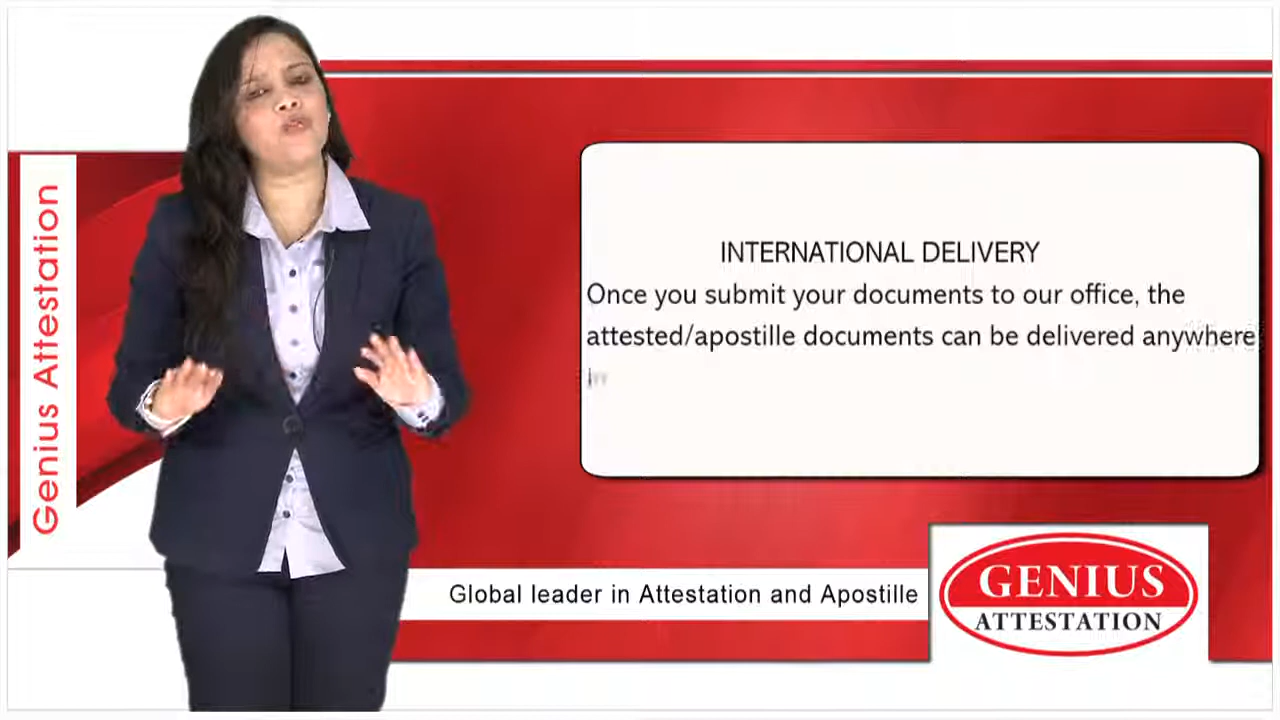 Genius Attestation
INTERNATIONAL DELIVERY
Once you submit your documents to our office, the
attested/apostille documents can be delivered anywhere
Global leader in Attestation and Apostille
GENIUS
ATTESTATION